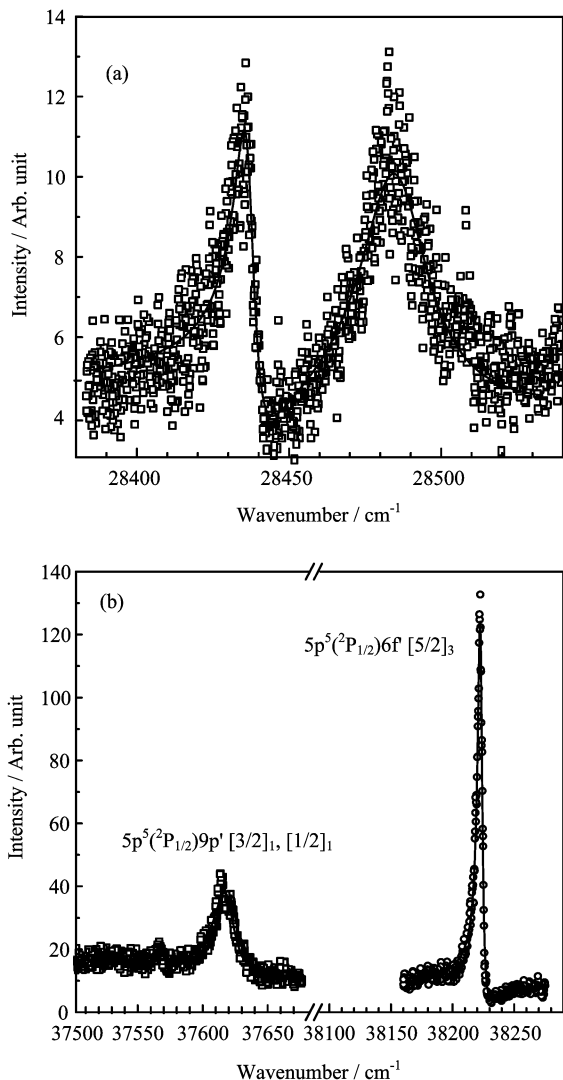 14
12
10
8
6
4
(a)
Intensity / Arb. unit
28400
28450
28500
Wavenumber / cm⁻¹
140
120
100
80
60
40
20
0
(b)
5p⁵(²P₁/₂)6f' [5/2]₃
5p⁵(²P₁/₂)9p' [3/2]₁, [1/2]₁
Intensity / Arb. unit
37500 37550 37600 37650 38100 38150 38200 38250
Wavenumber / cm⁻¹